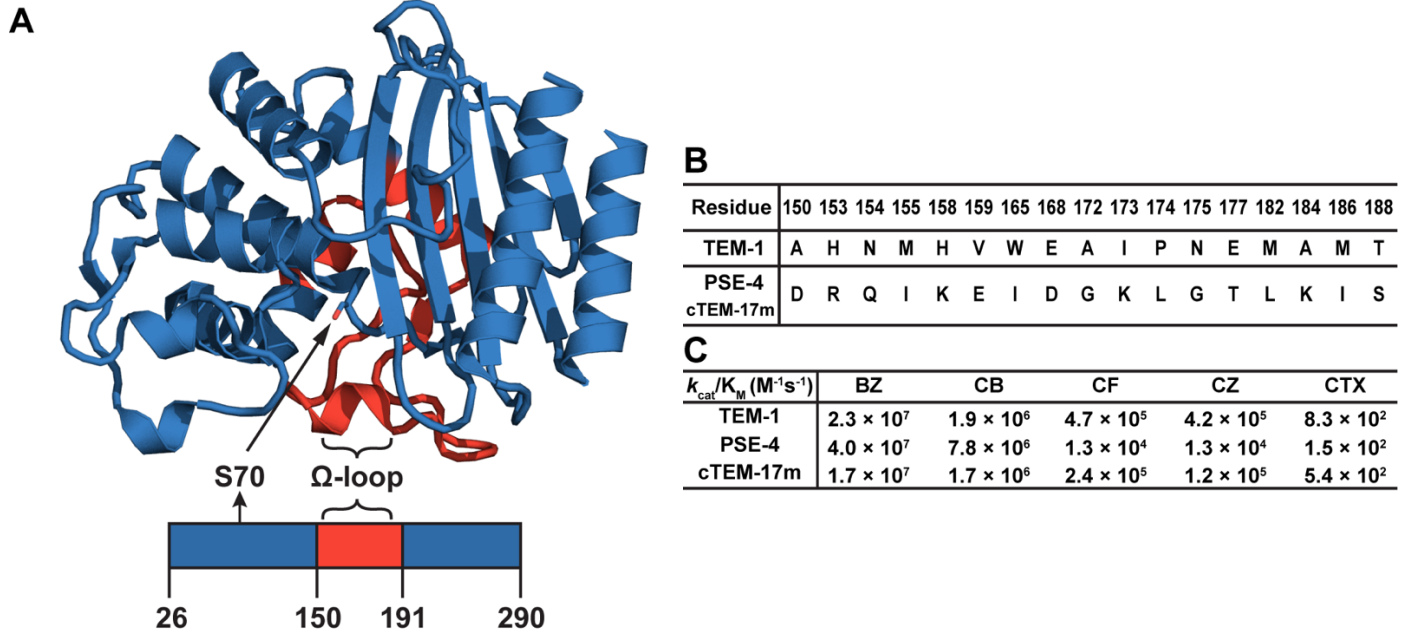 A
S70
Ω-loop
26
150
191
290
B
Residue 150 153 154 155 158 159 165 168 172 173 174 175 177 182 184 186 188
TEM-1 A H N M H V W E A I P N E M A M T
PSE-4
cTEM-17m
D R Q I K E I D G K L G T L K I S
C
kcat/KM (M⁻¹s⁻¹) BZ CB CF CZ CTX
TEM-1 2.3 × 10⁷ 1.9 × 10⁶ 4.7 × 10⁵ 4.2 × 10⁵ 8.3 × 10²
PSE-4 4.0 × 10⁷ 7.8 × 10⁶ 1.3 × 10⁴ 1.3 × 10⁴ 1.5 × 10²
cTEM-17m 1.7 × 10⁷ 1.7 × 10⁶ 2.4 × 10⁵ 1.2 × 10⁵ 5.4 × 10²